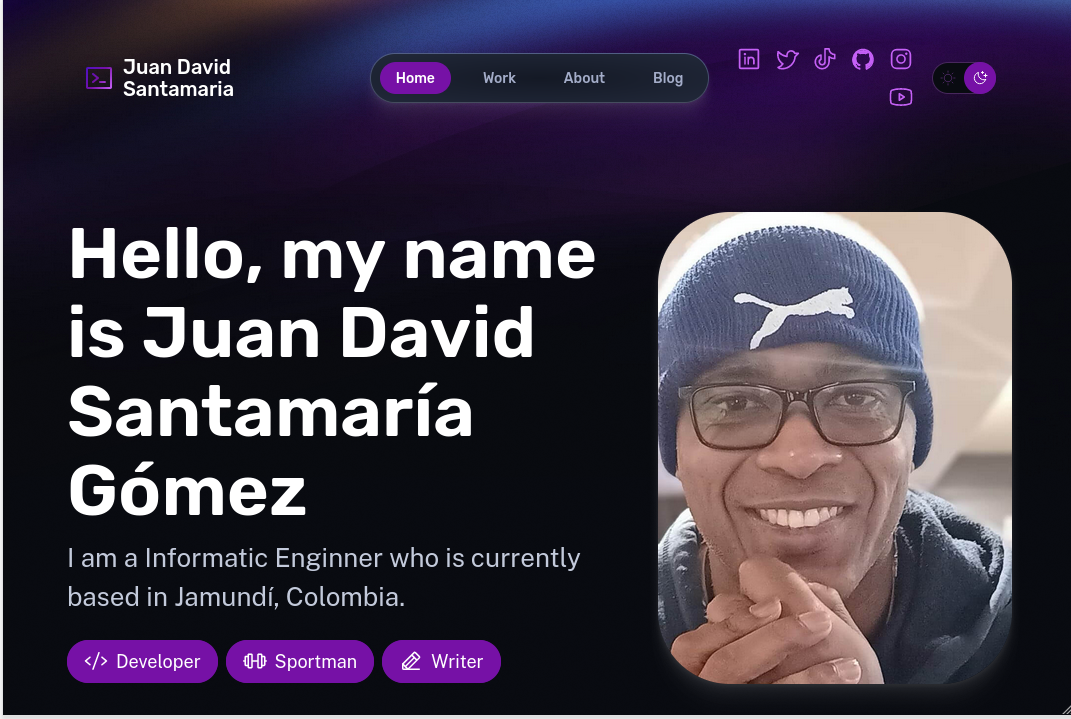 Juan David
Santamaria
Home Work About Blog
Hello, my name
is Juan David
Santamaría
Gómez
I am a Informatic Enginner who is currently
based in Jamundí, Colombia.
Developer Sportman Writer